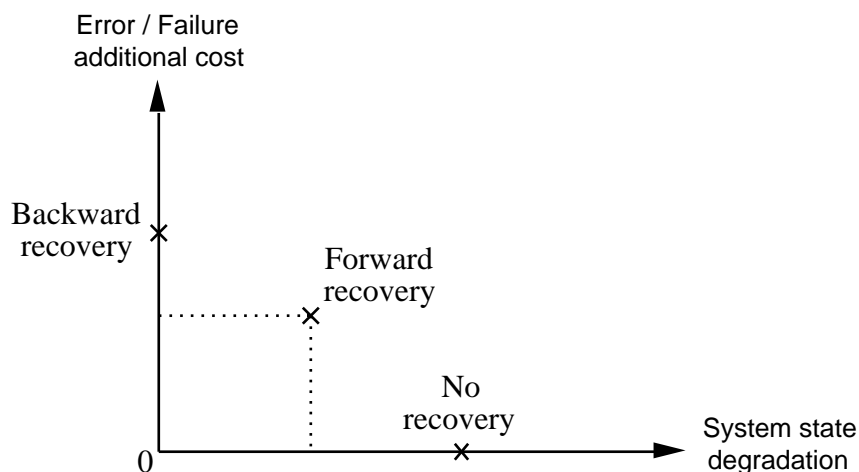 Error / Failure
additional cost
Backward
recovery
Forward
recovery
No
recovery
0
System state
degradation